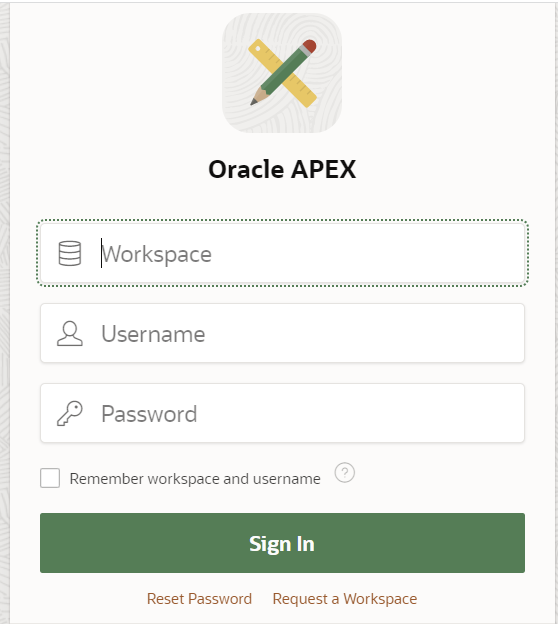 Oracle APEX
Workspace
Username
Password
Remember workspace and username ?
Sign In
Reset Password Request a Workspace